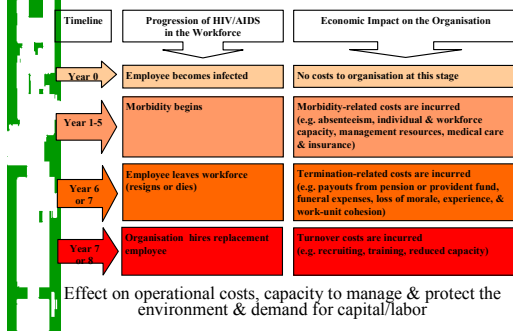 Timeline
Progression of HIV/AIDS
in the Workforce
Economic Impact on the Organisation
Year 0
Employee becomes infected
No costs to organisation at this stage
Year 1-5
Morbidity begins
Morbidity-related costs are incurred
(e.g. absenteeism, individual & workforce
capacity, management resources, medical care
& insurance)
Year 6
or 7
Employee leaves workforce
(resigns or dies)
Termination-related costs are incurred
(e.g. payouts from pension or provident fund,
funeral expenses, loss of morale, experience, &
work-unit cohesion)
Year 7
or 8
Organisation hires replacement
employee
Turnover costs are incurred
(e.g. recruiting, training, reduced capacity)
Effect on operational costs, capacity to manage & protect the
environment & demand for capital/labor